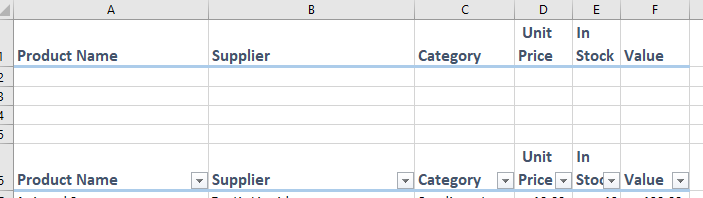 A B C D E F
Unit In
1 Product Name Supplier Category Price Stock Value
2
3
4
5
Unit In
6 Product Name Supplier Category Price Stoc Value